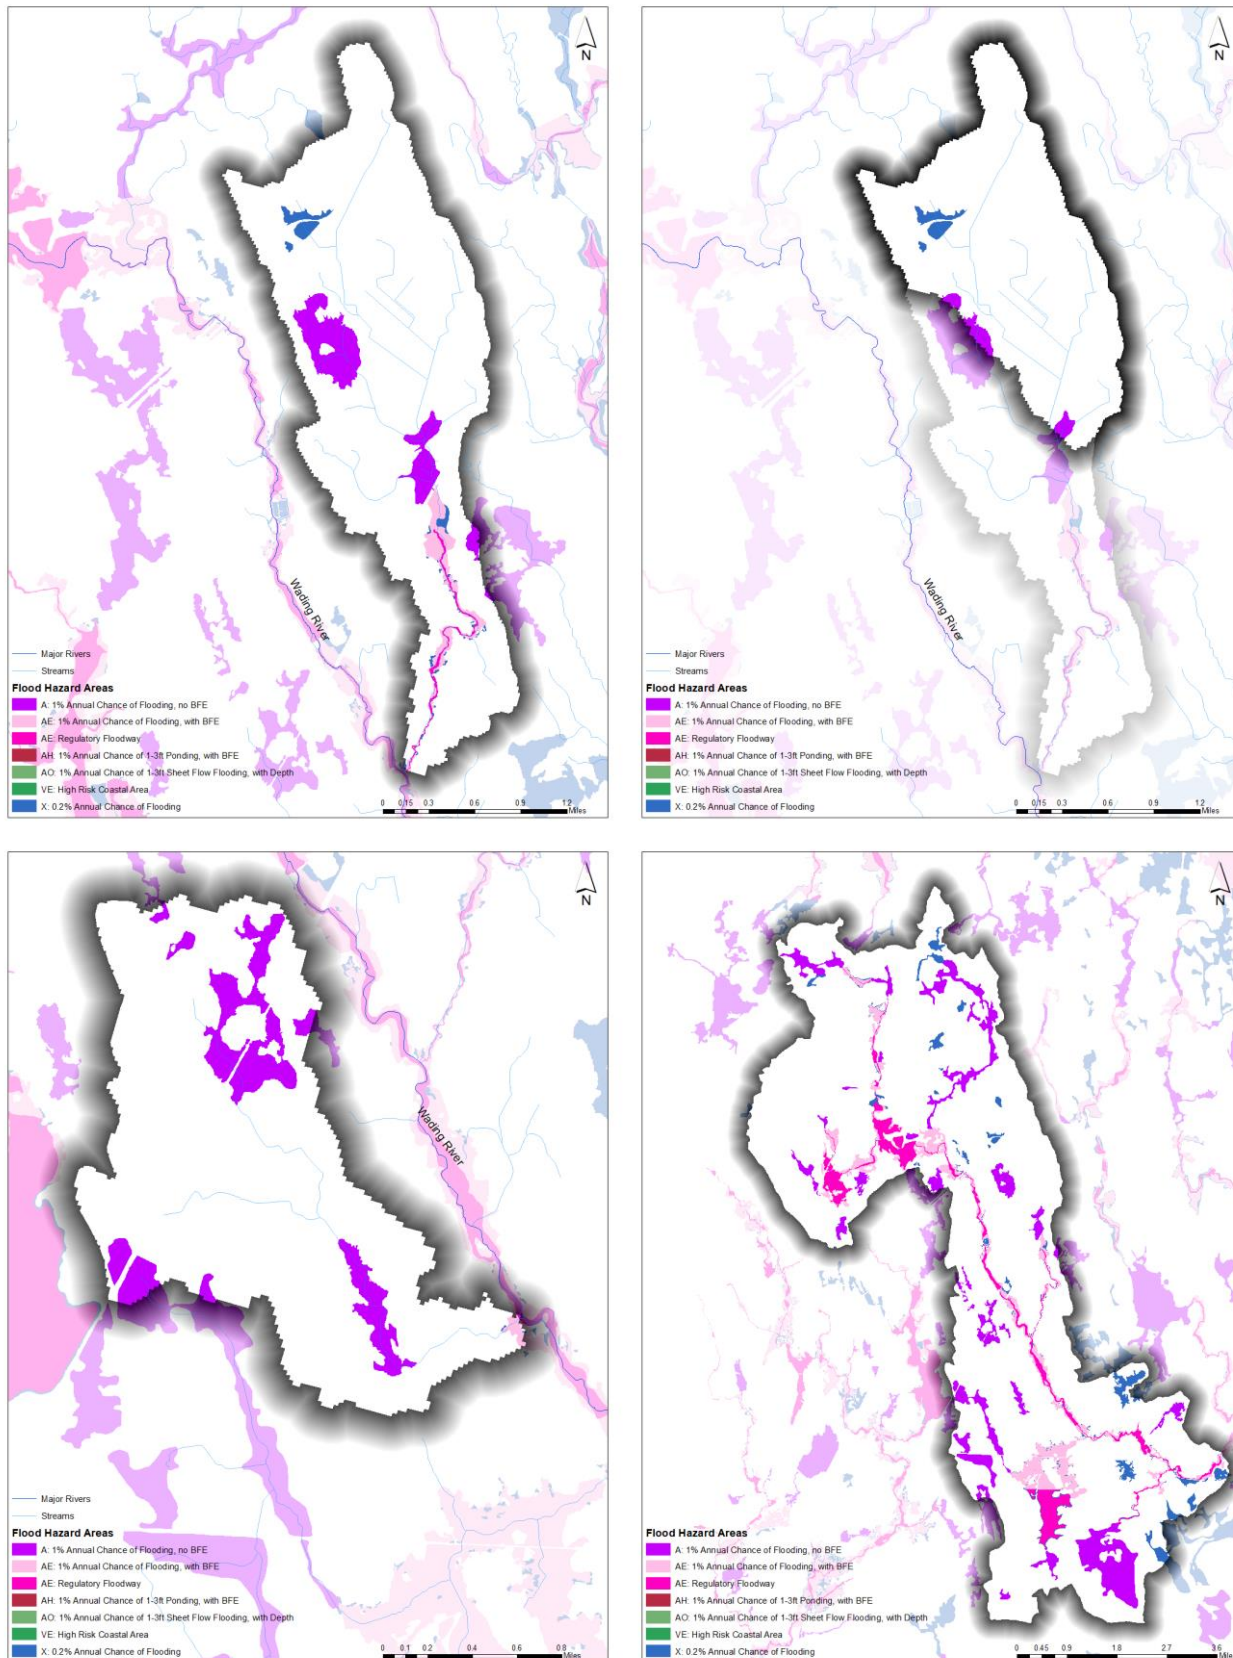 N
Wading River
Major Rivers
Streams
Flood Hazard Areas
A: 1% Annual Chance of Flooding, no BFE
AE: 1% Annual Chance of Flooding, with BFE
AE: Regulatory Floodway
AH: 1% Annual Chance of 1-3ft Ponding, with BFE
AO: 1% Annual Chance of 1-3ft Sheet Flow Flooding, with Depth
VE: High Risk Coastal Area
X: 0.2% Annual Chance of Flooding
0 0.15 0.3 0.6 0.9 1.2
Miles
N
Wading River
Major Rivers
Streams
Flood Hazard Areas
A: 1% Annual Chance of Flooding, no BFE
AE: 1% Annual Chance of Flooding, with BFE
AE: Regulatory Floodway
AH: 1% Annual Chance of 1-3ft Ponding, with BFE
AO: 1% Annual Chance of 1-3ft Sheet Flow Flooding, with Depth
VE: High Risk Coastal Area
X: 0.2% Annual Chance of Flooding
0 0.15 0.3 0.6 0.9 1.2
Miles
N
Wading River
Major Rivers
Streams
Flood Hazard Areas
A: 1% Annual Chance of Flooding, no BFE
AE: 1% Annual Chance of Flooding, with BFE
AE: Regulatory Floodway
AH: 1% Annual Chance of 1-3ft Ponding, with BFE
AO: 1% Annual Chance of 1-3ft Sheet Flow Flooding, with Depth
VE: High Risk Coastal Area
X: 0.2% Annual Chance of Flooding
0 0.1 0.2 0.4 0.6 0.8
Miles
N
Flood Hazard Areas
A: 1% Annual Chance of Flooding, no BFE
AE: 1% Annual Chance of Flooding, with BFE
AE: Regulatory Floodway
AH: 1% Annual Chance of 1-3ft Ponding, with BFE
AO: 1% Annual Chance of 1-3ft Sheet Flow Flooding, with Depth
VE: High Risk Coastal Area
X: 0.2% Annual Chance of Flooding
0 0.45 0.9 1.8 2.7 3.6